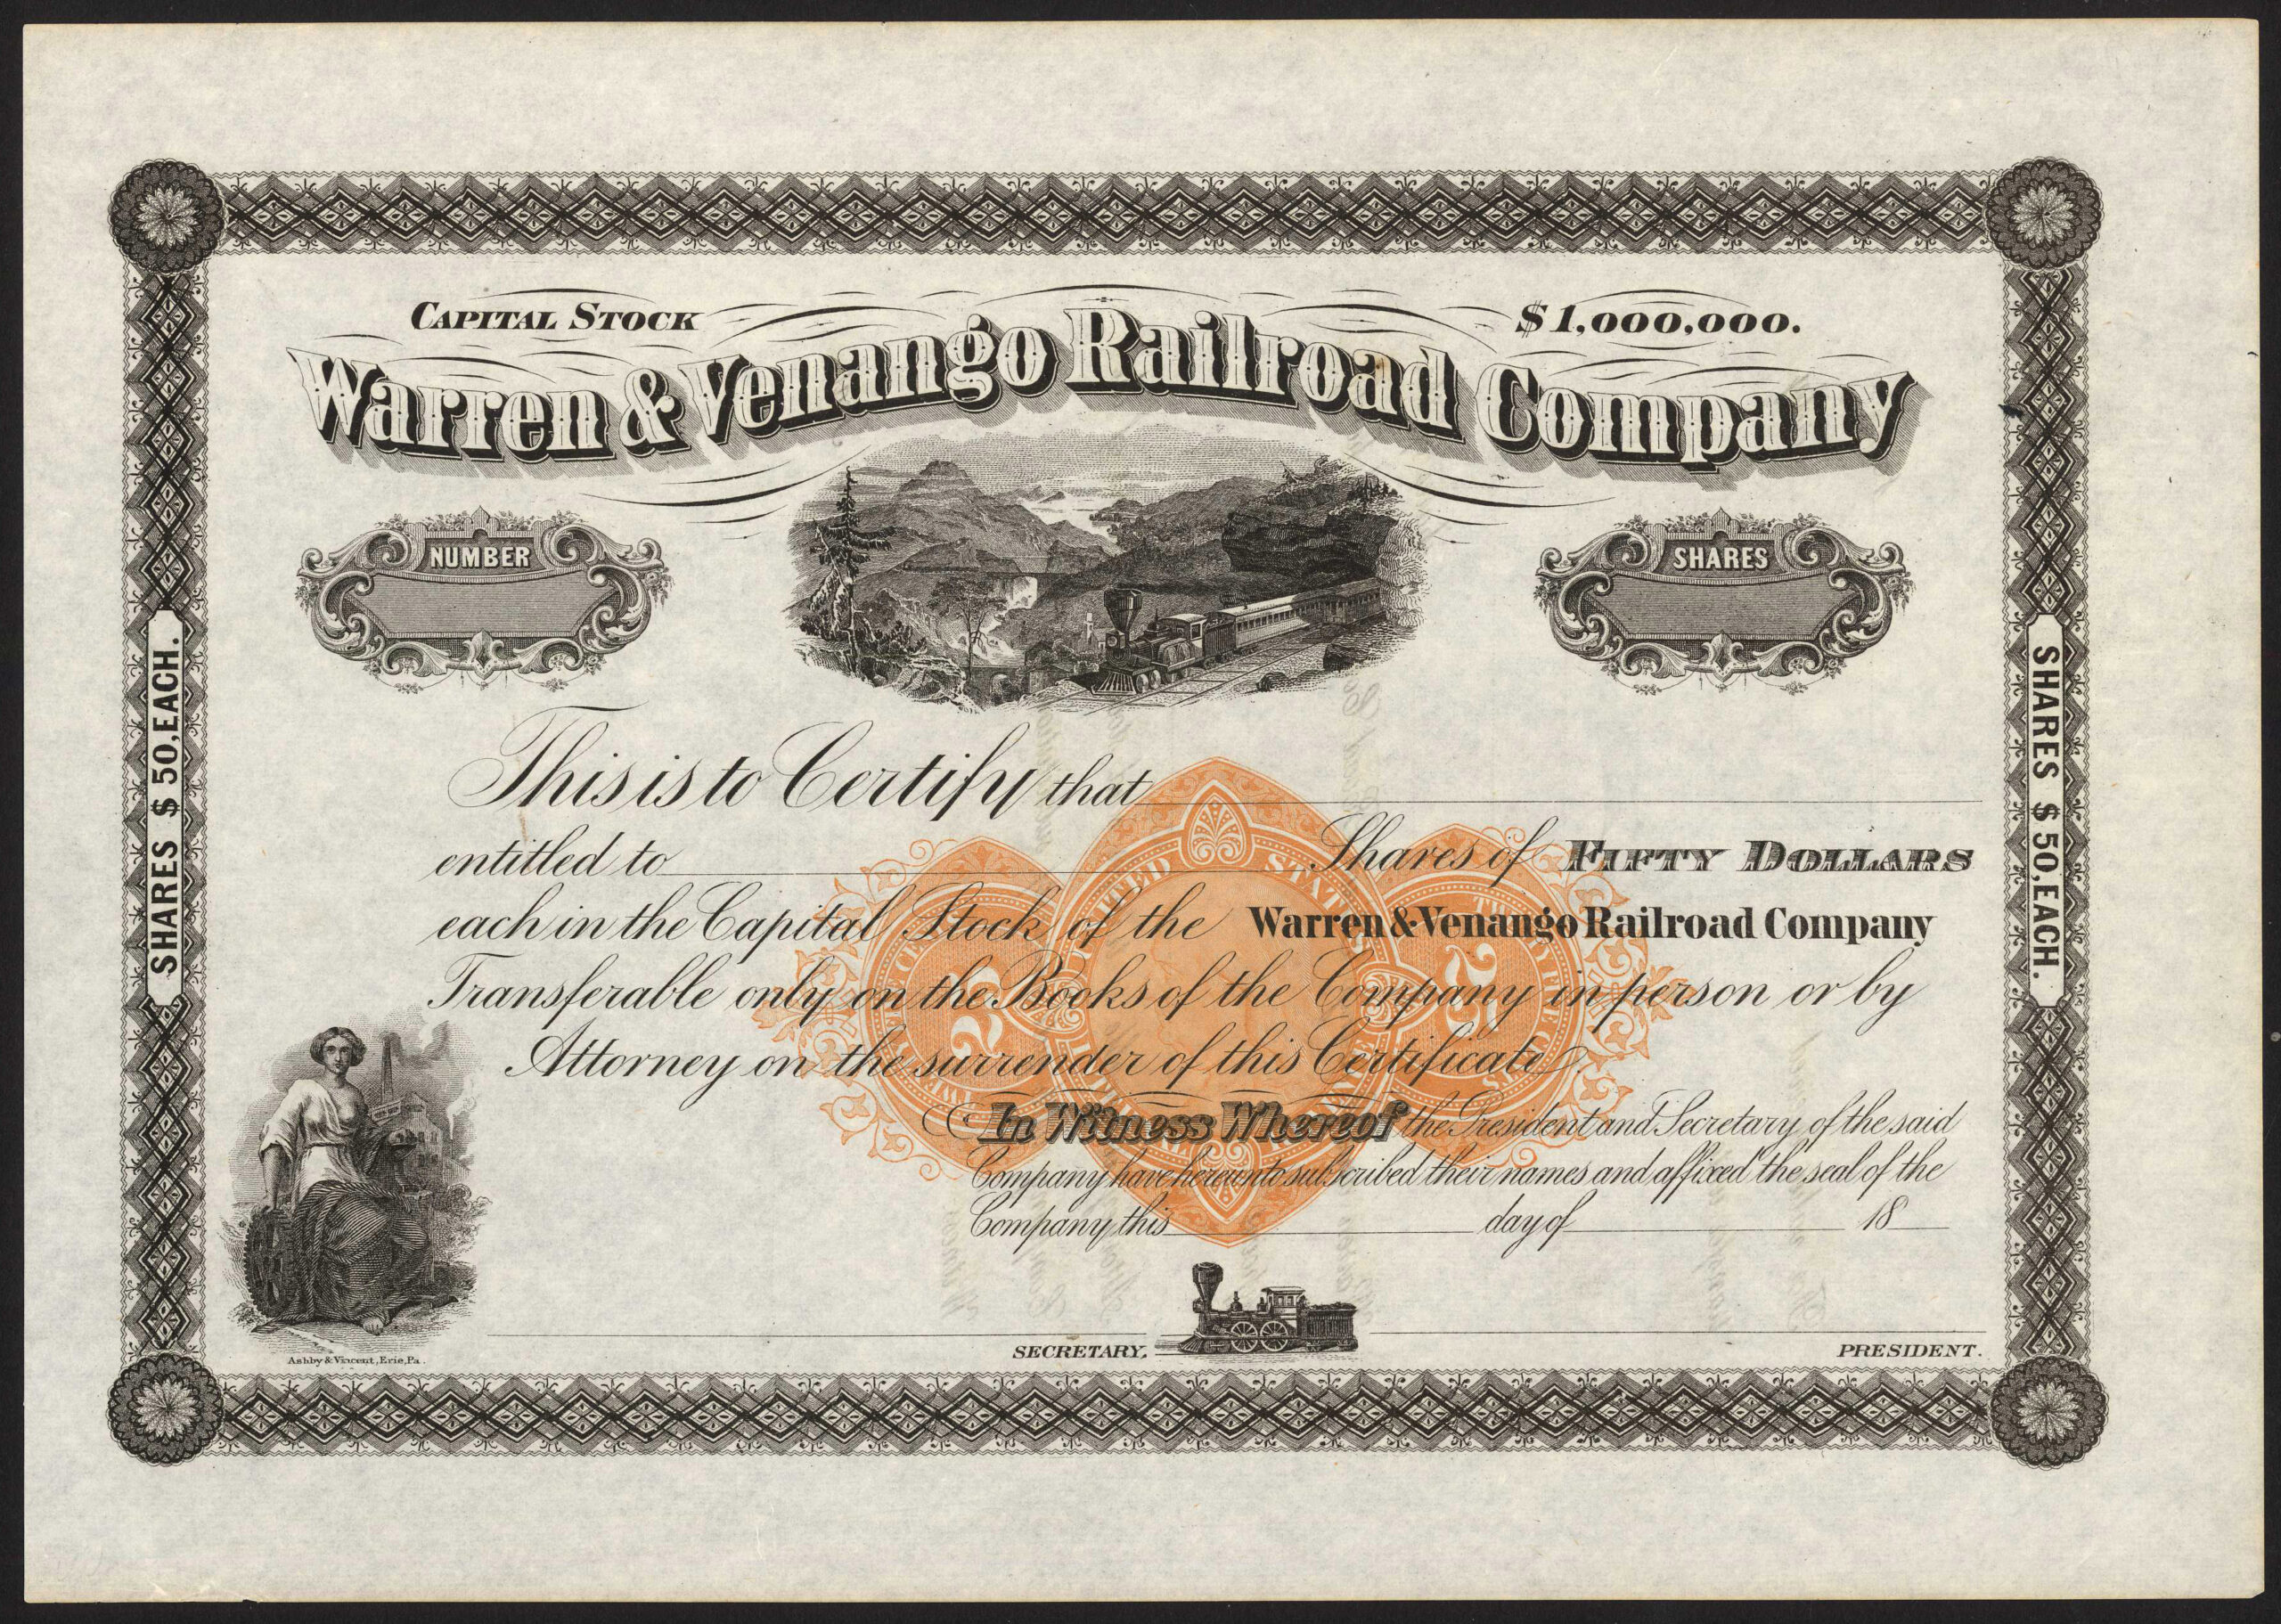 CAPITAL STOCK
$1,000,000.
Warren & Venango Railroad Company
NUMBER
SHARES
SHARES $50, EACH.
SHARES $50, EACH.
This is to Certify that
entitled to Shares of FIFTY DOLLARS
each in the Capital Stock of the Warren & Venango Railroad Company
Transferable only on the Books of the Company in person or by
Attorney on the surrender of this Certificate.
In Witness Whereof the President and Secretary of the said
Company have hereunto subscribed their names and affixed the seal of the
Company this day of 18
UNITED STATES
25
25
SECRETARY.
PRESIDENT.
Ashby & Vincent, Erie, Pa.